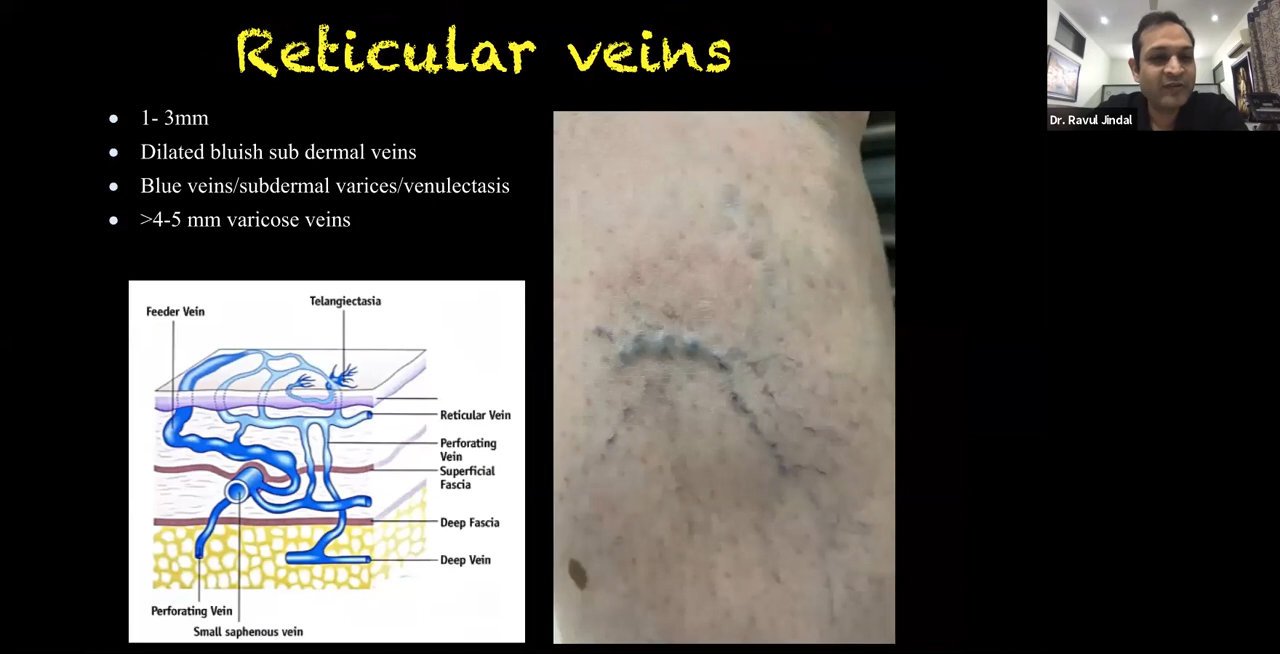 Reticular veins
Dr. Ravul Jindal
1- 3mm
Dilated bluish sub dermal veins
Blue veins/subdermal varices/venulectasis
>4-5 mm varicose veins
Telangiectasia
Feeder Vein
Reticular Vein
Perforating
Vein
Superficial
Fascia
Deep Fascia
Deep Vein
Perforating Vein
Small saphenous vein